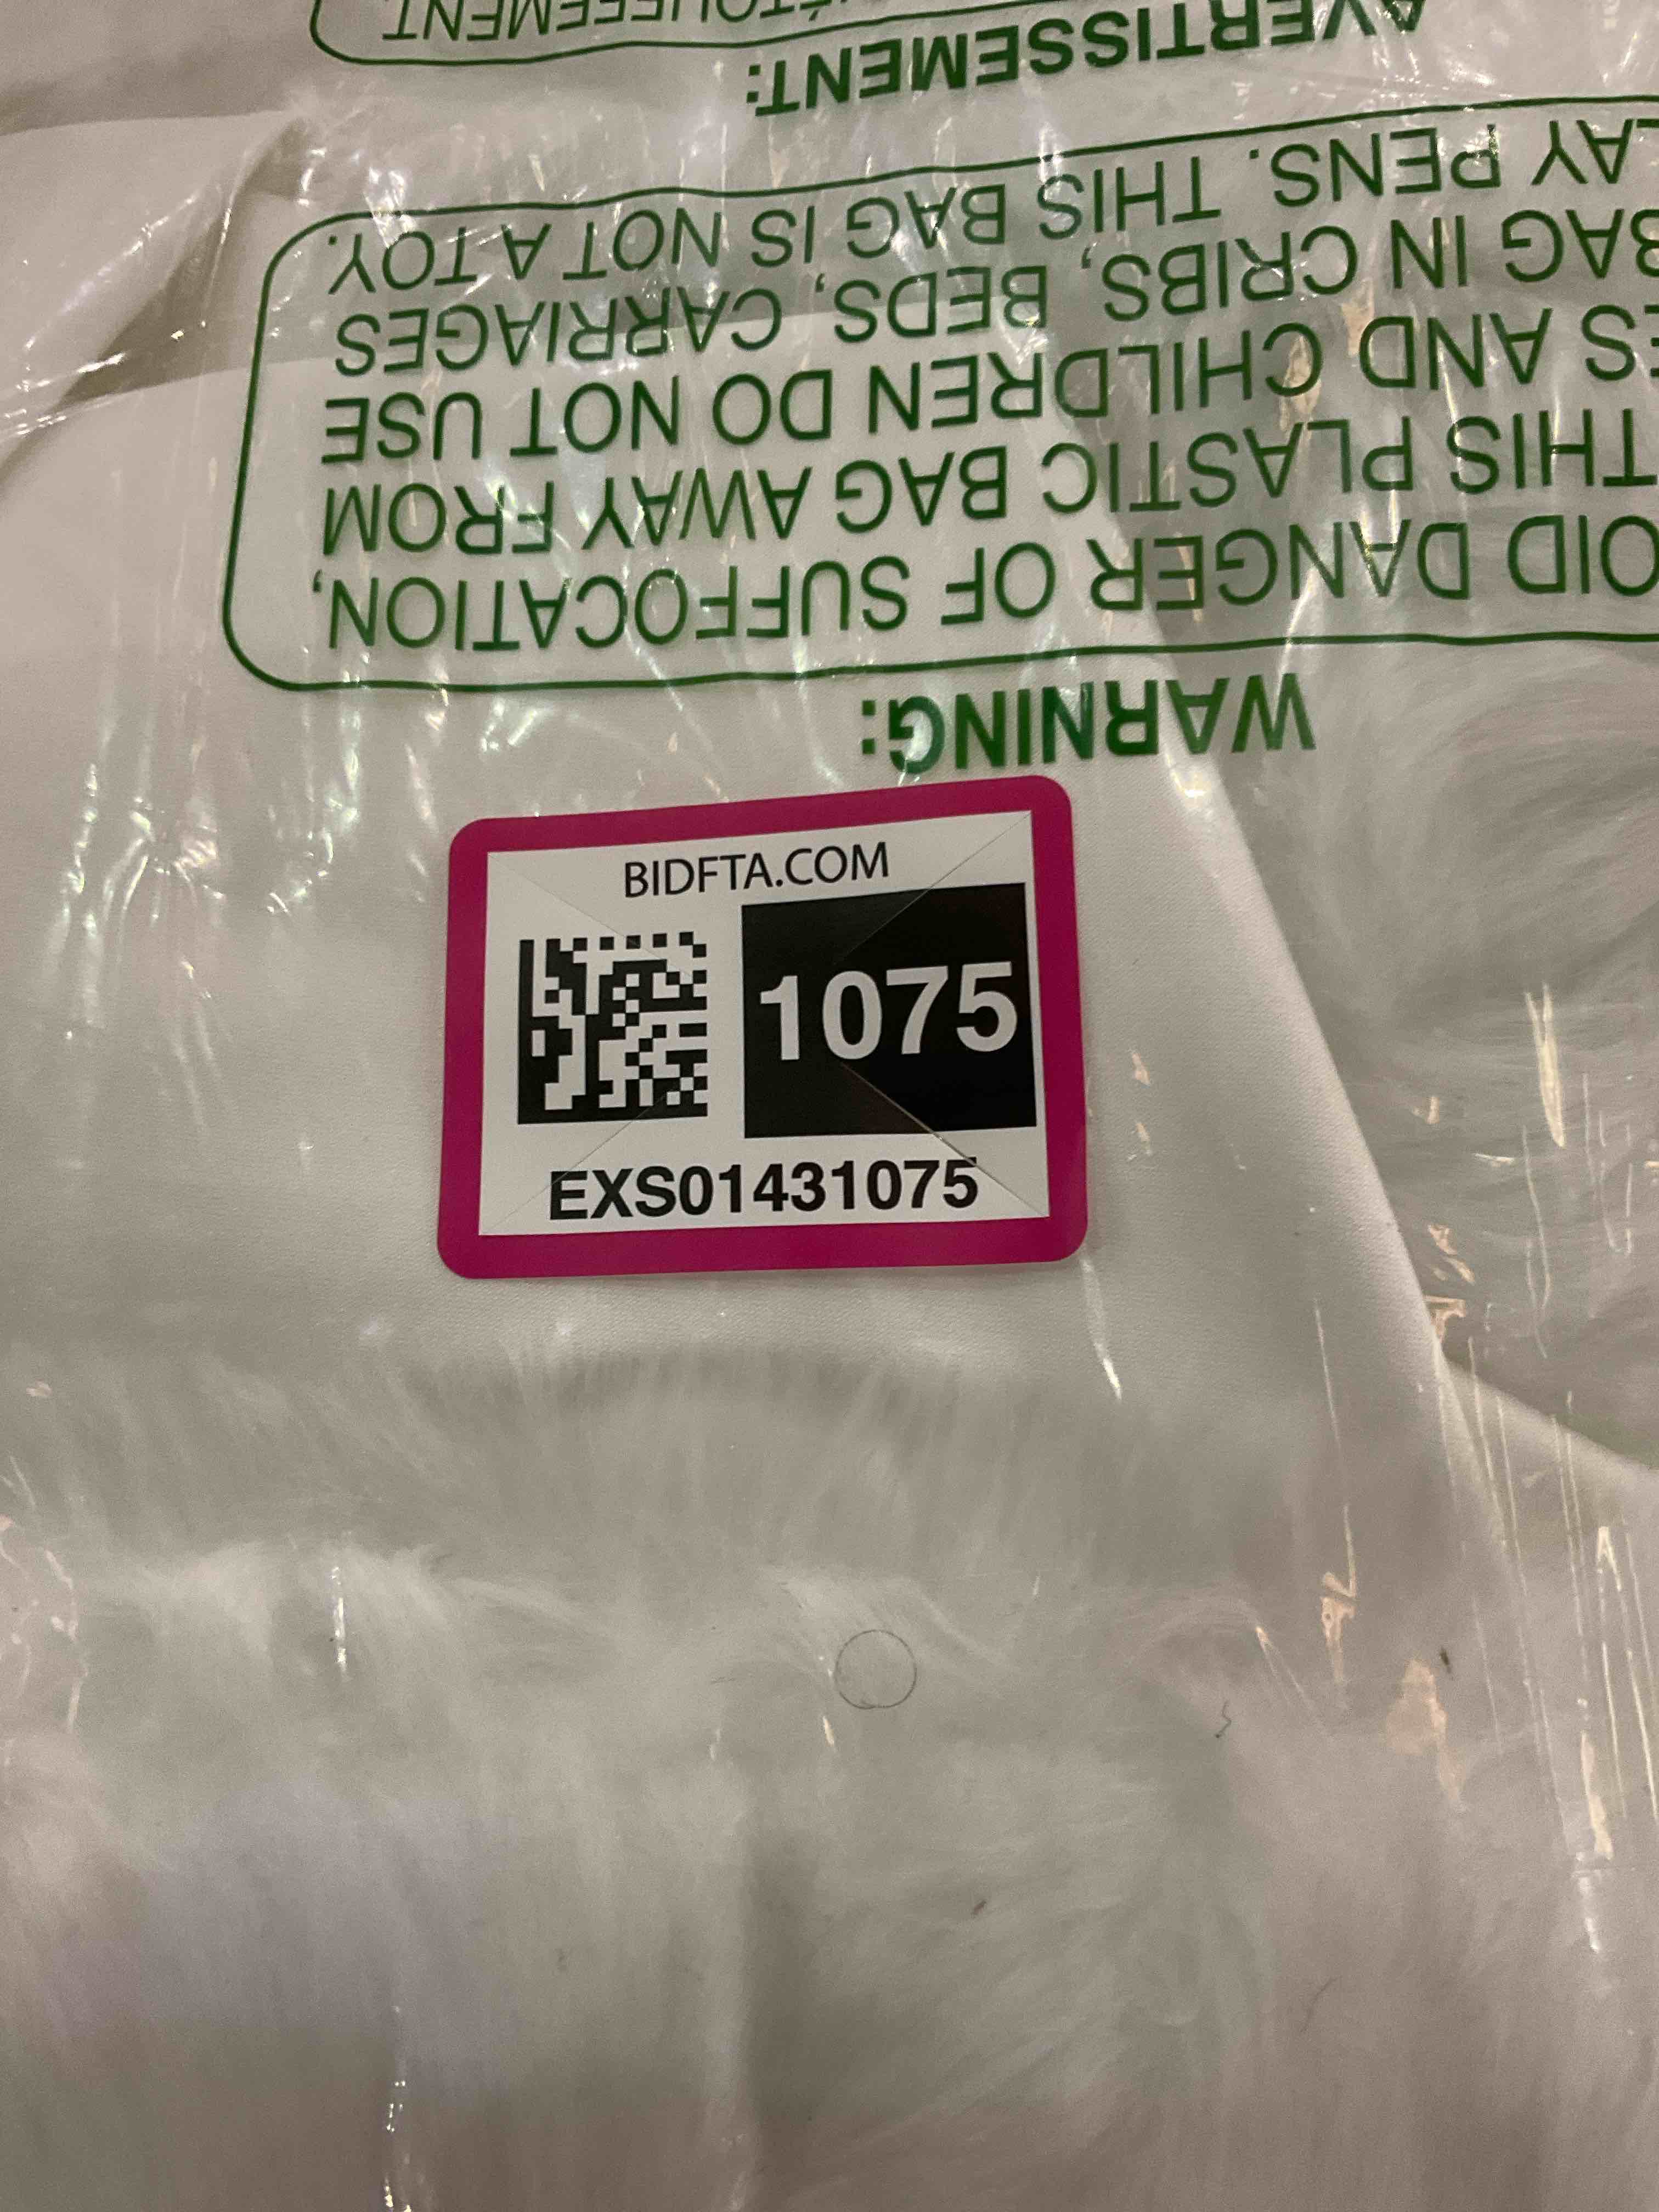 BIDFTA.COM
1075
EXS01431075
WARNING:
DANGER OF SUFFOCATION,
THIS PLASTIC BAG AWAY FROM
AND CHILDREN DO NOT USE
BAG IN CRIBS, BEDS, CARRIAGES
PENS. THIS BAG IS NOT A TOY.
AVERTISSEMENT: